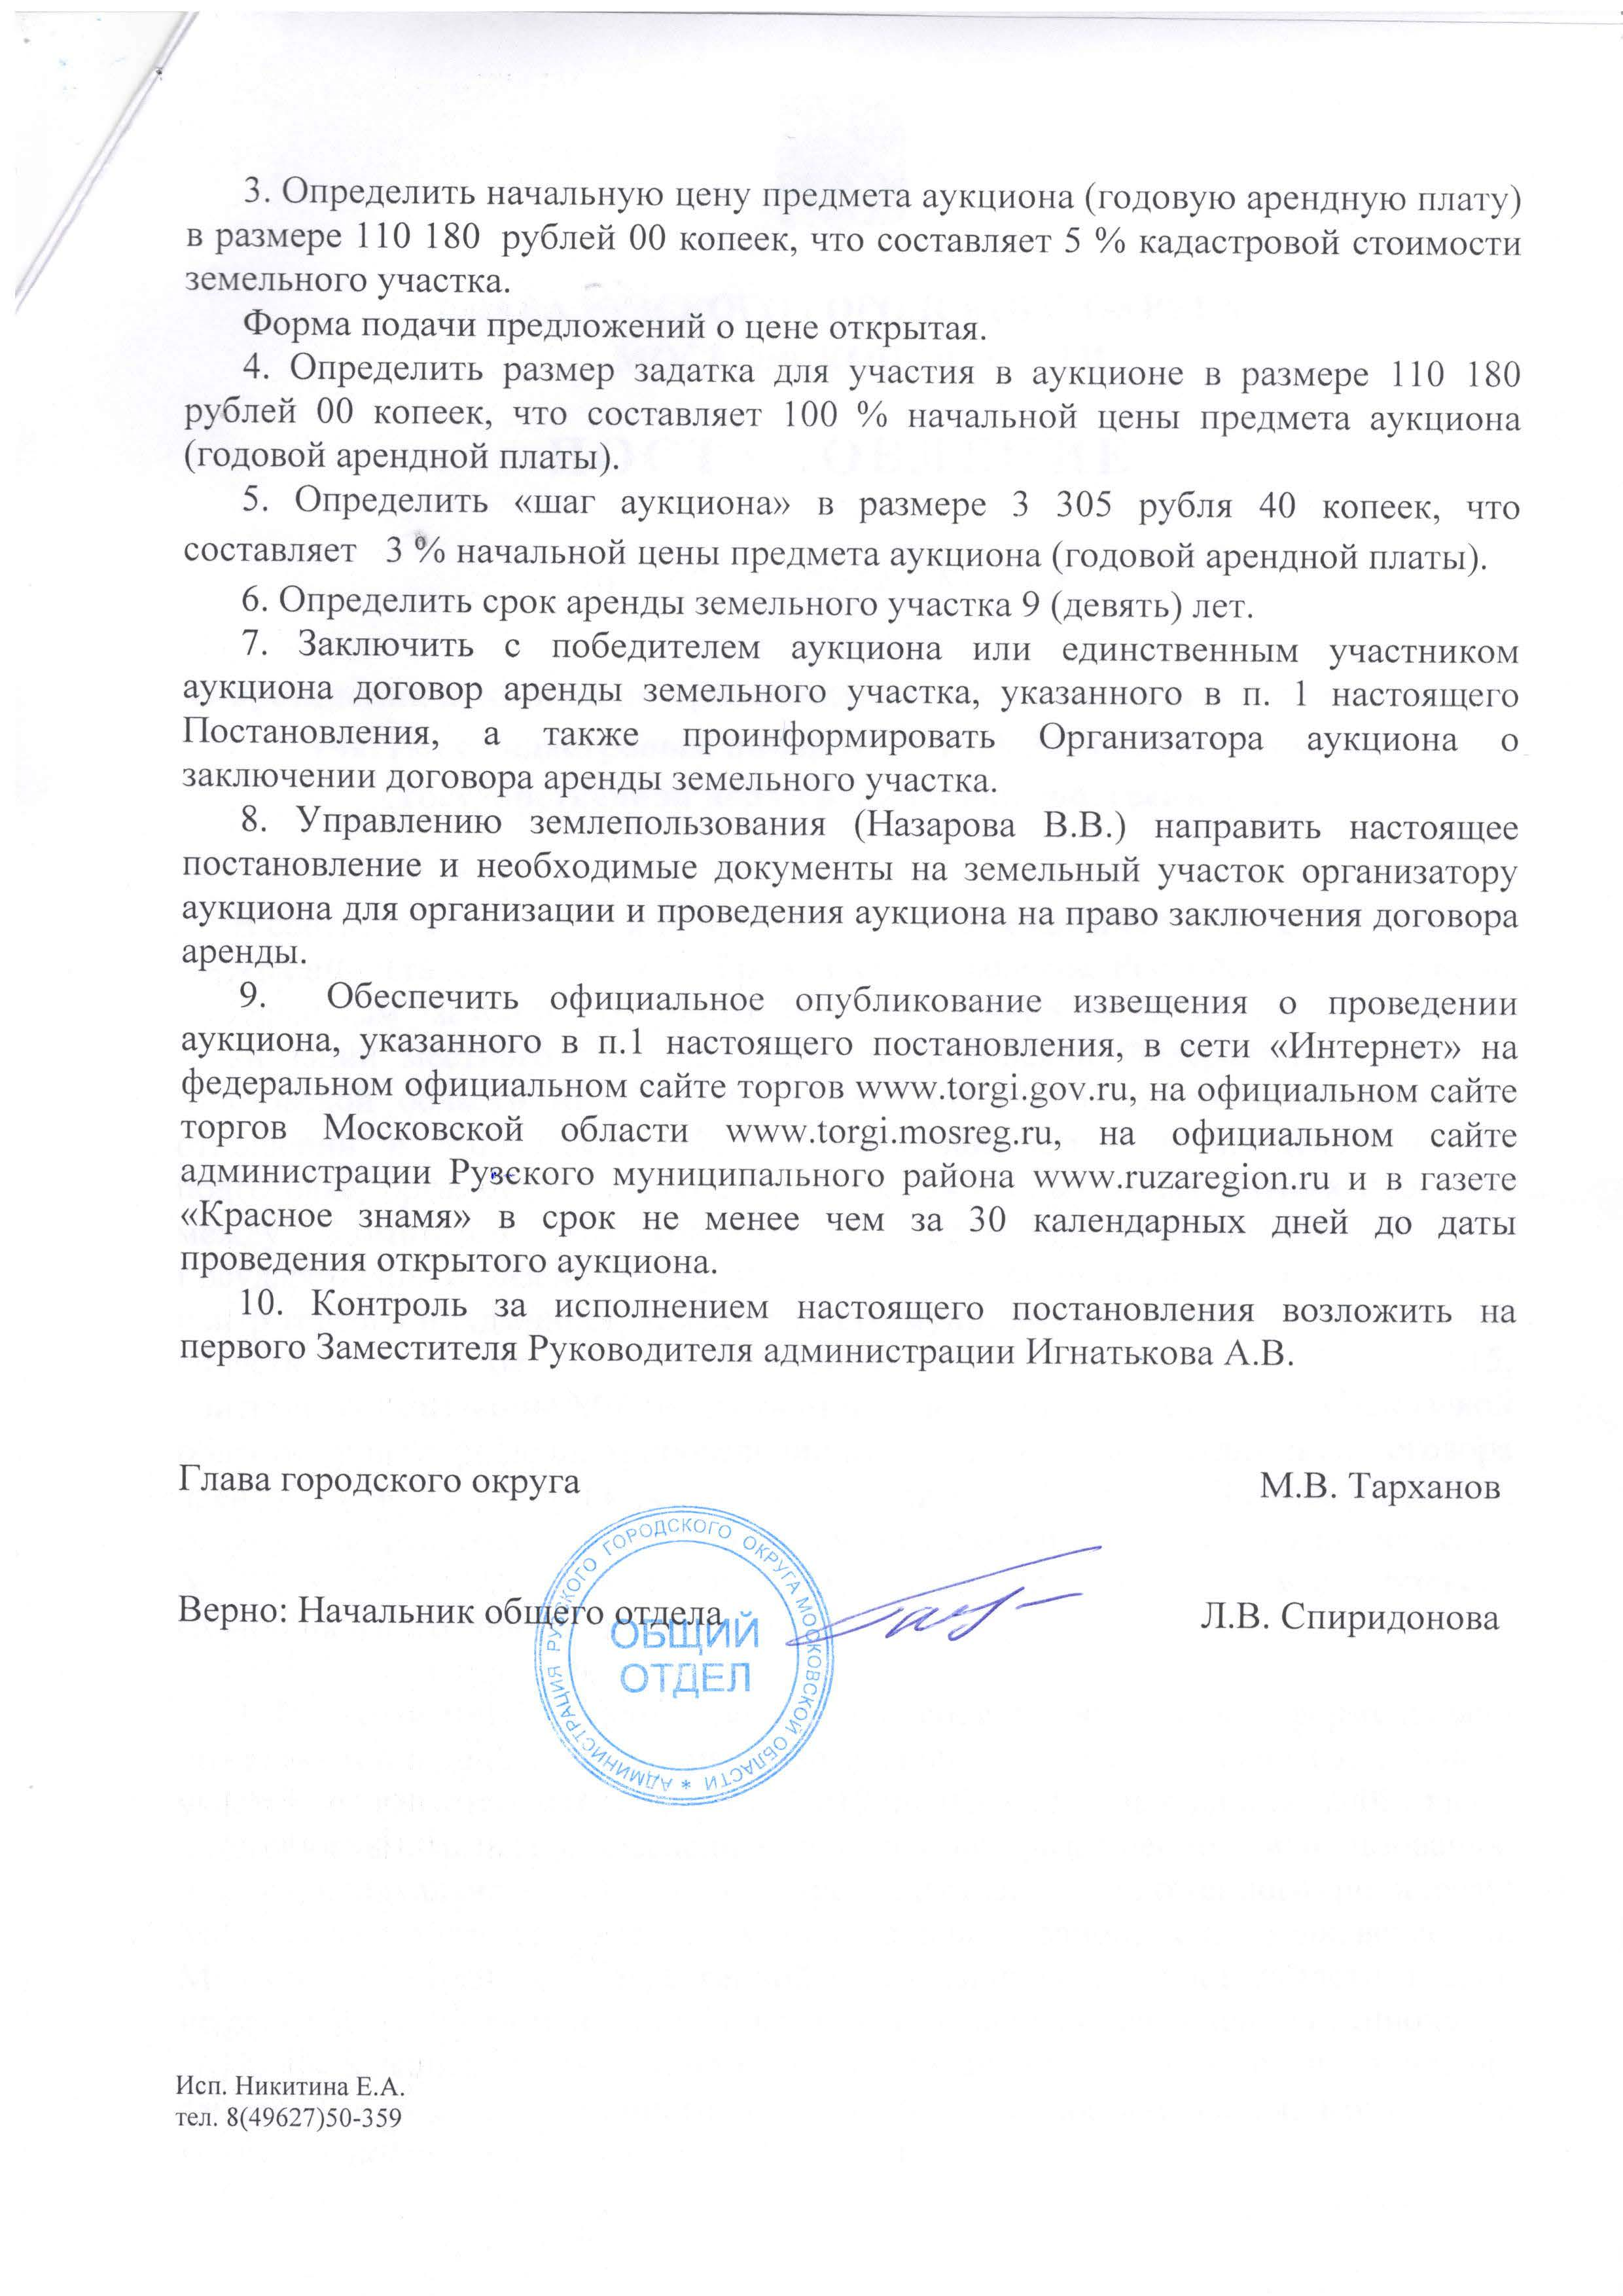 3. Определить начальную цену предмета аукциона (годовую арендную плату)
в размере 110 180 рублей 00 копеек, что составляет 5 % кадастровой стоимости
земельного участка.
Форма подачи предложений о цене открытая.
4. Определить размер задатка для участия в аукционе в размере 110 180
рублей 00 копеек, что составляет 100 % начальной цены предмета аукциона
(годовой арендной платы).
5. Определить «шаг аукциона» в размере 3 305 рубля 40 копеек, что
составляет 3 % начальной цены предмета аукциона (годовой арендной платы).
6. Определить срок аренды земельного участка 9 (девять) лет.
7. Заключить с победителем аукциона или единственным участником
аукциона договор аренды земельного участка, указанного в п. 1 настоящего
Постановления, а также проинформировать Организатора аукциона о
заключении договора аренды земельного участка.
8. Управлению землепользования (Назарова В.В.) направить настоящее
постановление и необходимые документы на земельный участок организатору
аукциона для организации и проведения аукциона на право заключения договора
аренды.
9. Обеспечить официальное опубликование извещения о проведении
аукциона, указанного в п.1 настоящего постановления, в сети «Интернет» на
федеральном официальном сайте торгов www.torgi.gov.ru, на официальном сайте
торгов Московской области www.torgi.mosreg.ru, на официальном сайте
администрации Рузского муниципального района www.ruzaregion.ru и в газете
«Красное знамя» в срок не менее чем за 30 календарных дней до даты
проведения открытого аукциона.
10. Контроль за исполнением настоящего постановления возложить на
первого Заместителя Руководителя администрации Игнатькова А.В.
Глава городского округа М.В. Тарханов
Верно: Начальник общего отдела Л.В. Спиридонова
АДМИНИСТРАЦИЯ РУЗСКОГО ГОРОДСКОГО ОКРУГА МОСКОВСКОЙ ОБЛАСТИ *
ОБЩИЙ
ОТДЕЛ
Исп. Никитина Е.А.
тел. 8(49627)50-359